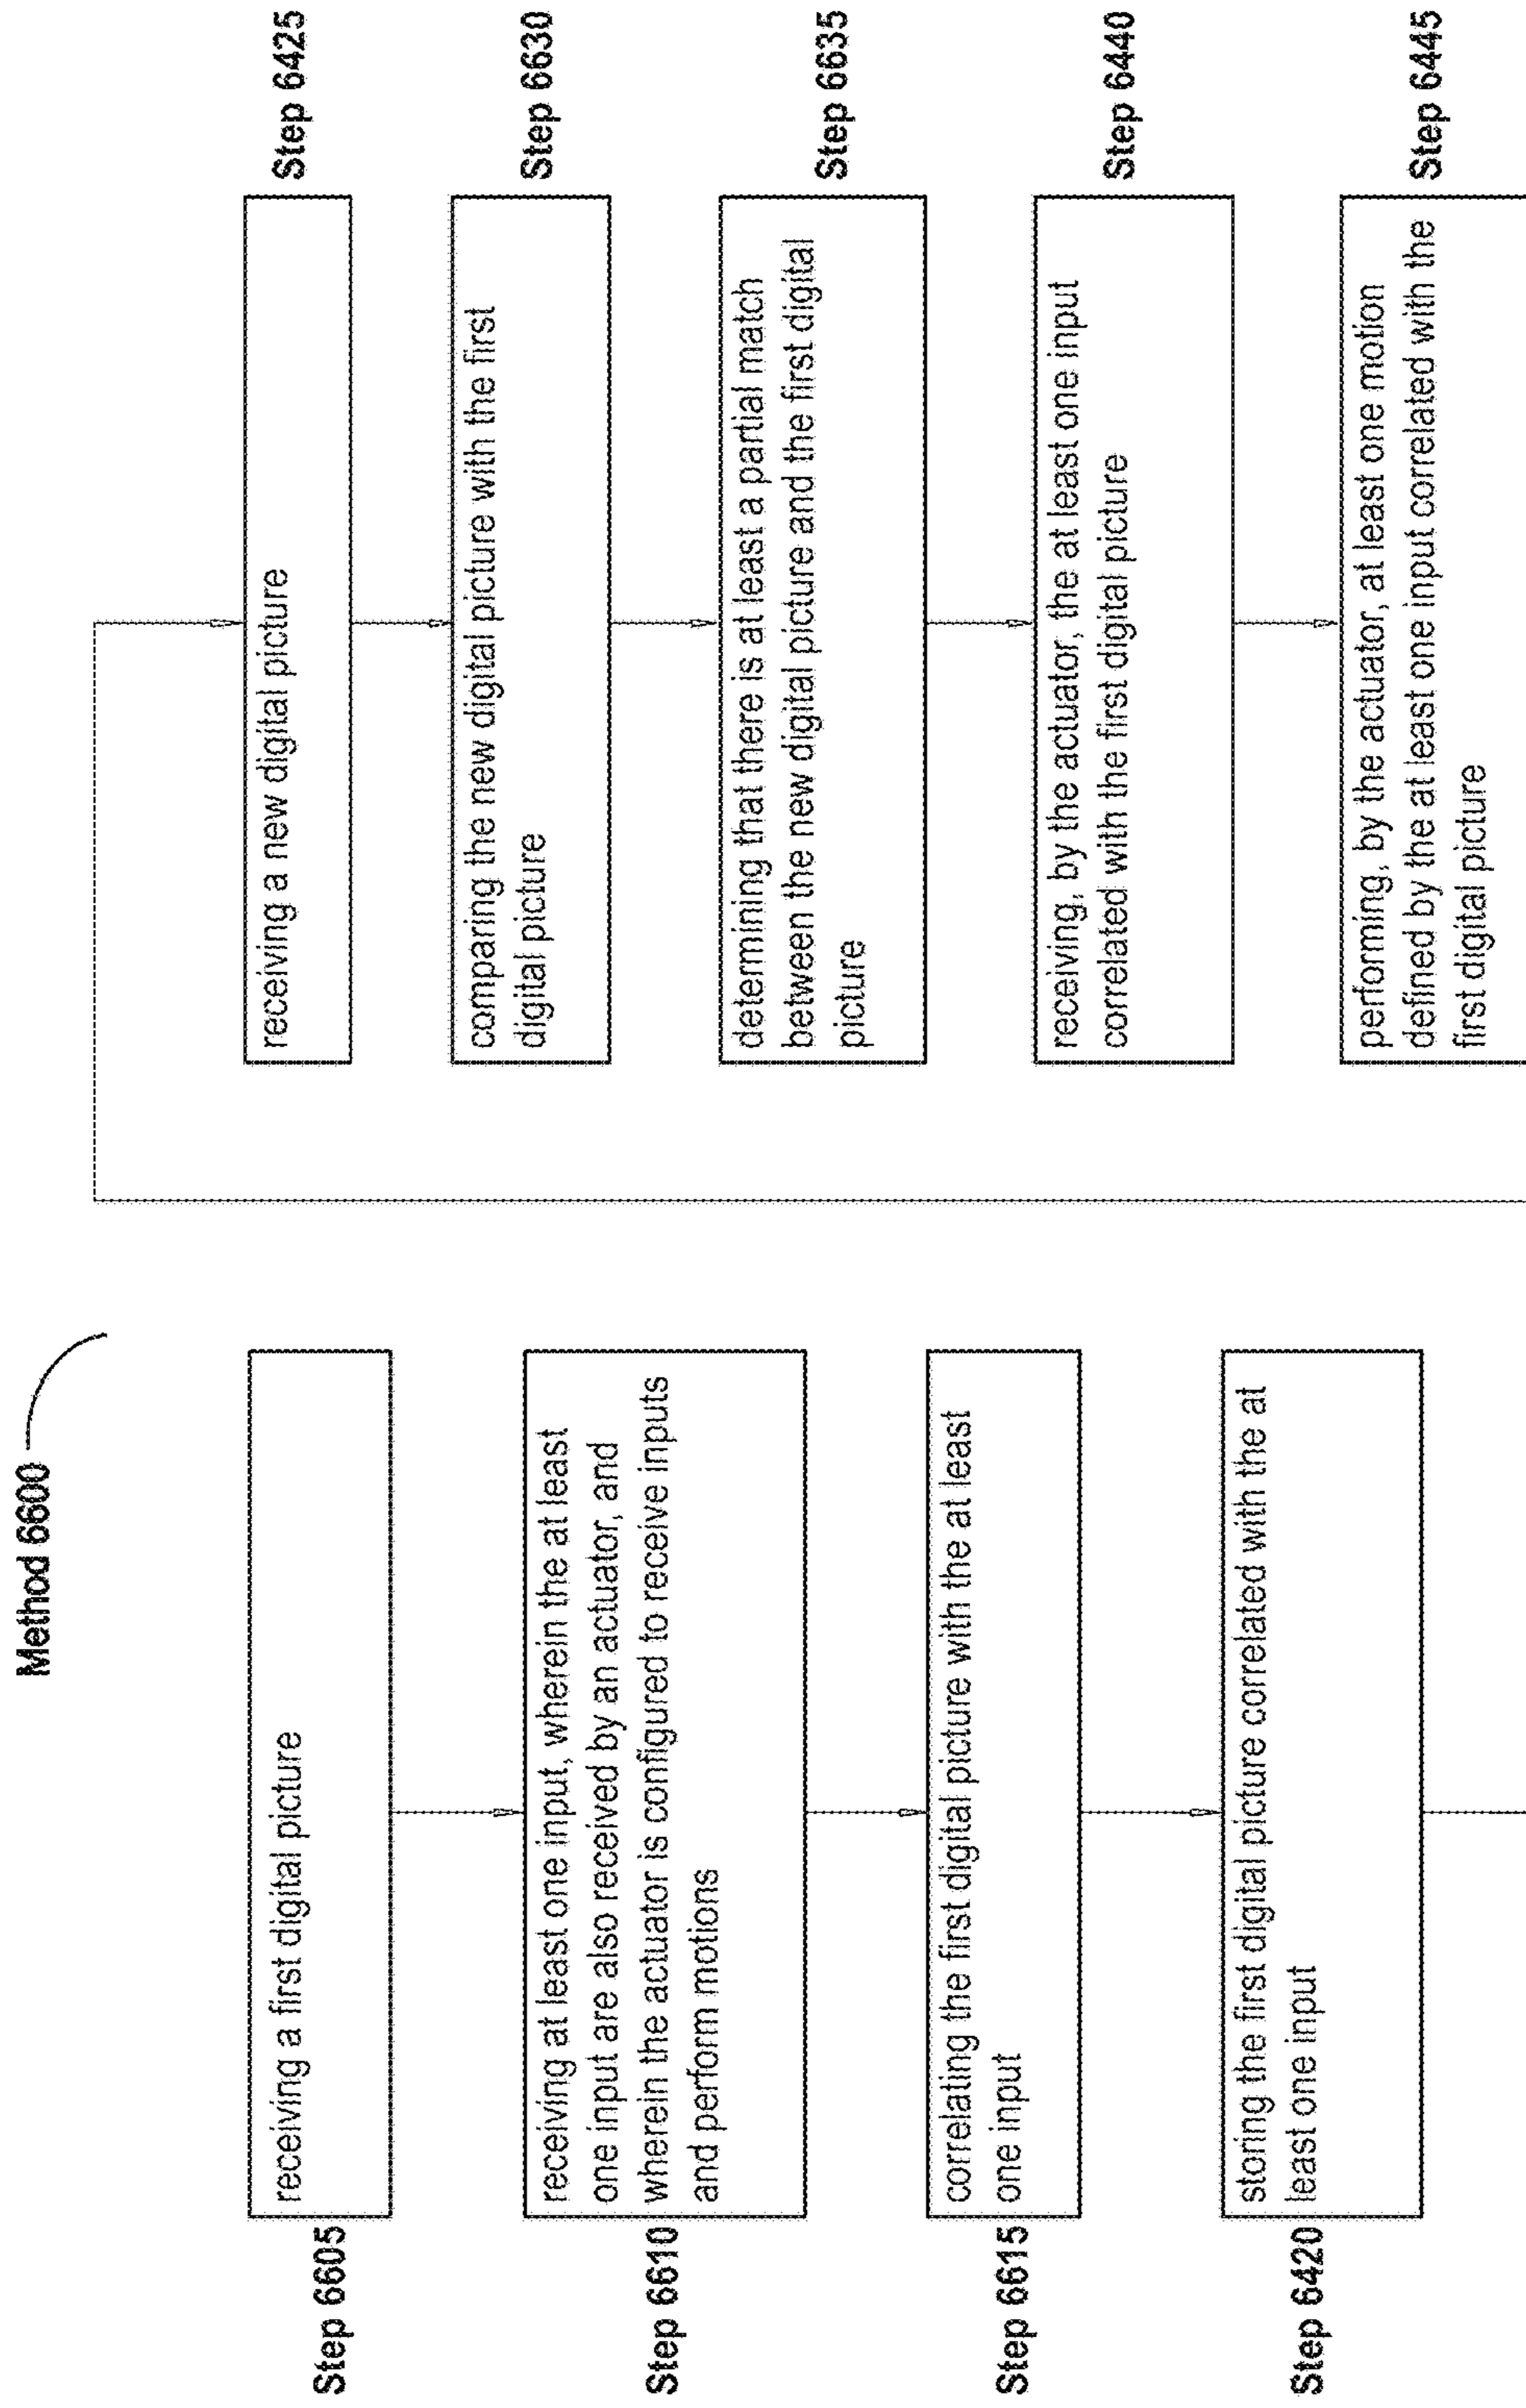 Method 6600
Step 6605
receiving a first digital picture
Step 6610
receiving at least one input, wherein the at least
one input are also received by an actuator, and
wherein the actuator is configured to receive inputs
and perform motions
Step 6615
correlating the first digital picture with the at least
one input
Step 6420
storing the first digital picture correlated with the at
least one input
receiving a new digital picture
Step 6425
comparing the new digital picture with the first
digital picture
Step 6630
determining that there is at least a partial match
between the new digital picture and the first digital
picture
Step 6635
receiving, by the actuator, the at least one input
correlated with the first digital picture
Step 6440
performing, by the actuator, at least one motion
defined by the at least one input correlated with the
first digital picture
Step 6445